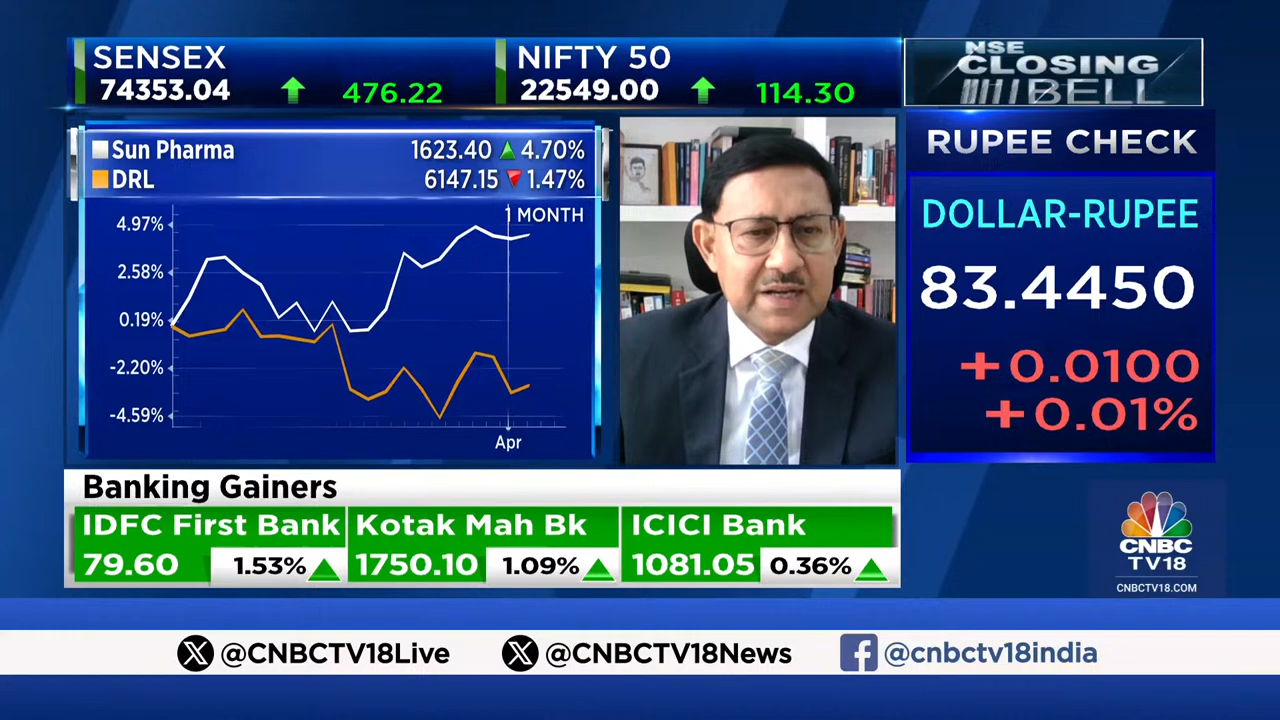 SENSEX
74353.04 476.22
NIFTY 50
22549.00 114.30
NSE
CLOSING
BELL
Sun Pharma 1623.40 4.70%
DRL 6147.15 1.47%
1 MONTH
4.97%
2.58%
0.19%
-2.20%
-4.59%
Apr
RUPEE CHECK
DOLLAR-RUPEE
83.4450
+0.0100
+0.01%
Banking Gainers
IDFC First Bank
79.60 1.53%
Kotak Mah Bk
1750.10 1.09%
ICICI Bank
1081.05 0.36%
CNBC
TV18
CNBCTV18.COM
@CNBCTV18Live @CNBCTV18News @cnbctv18india